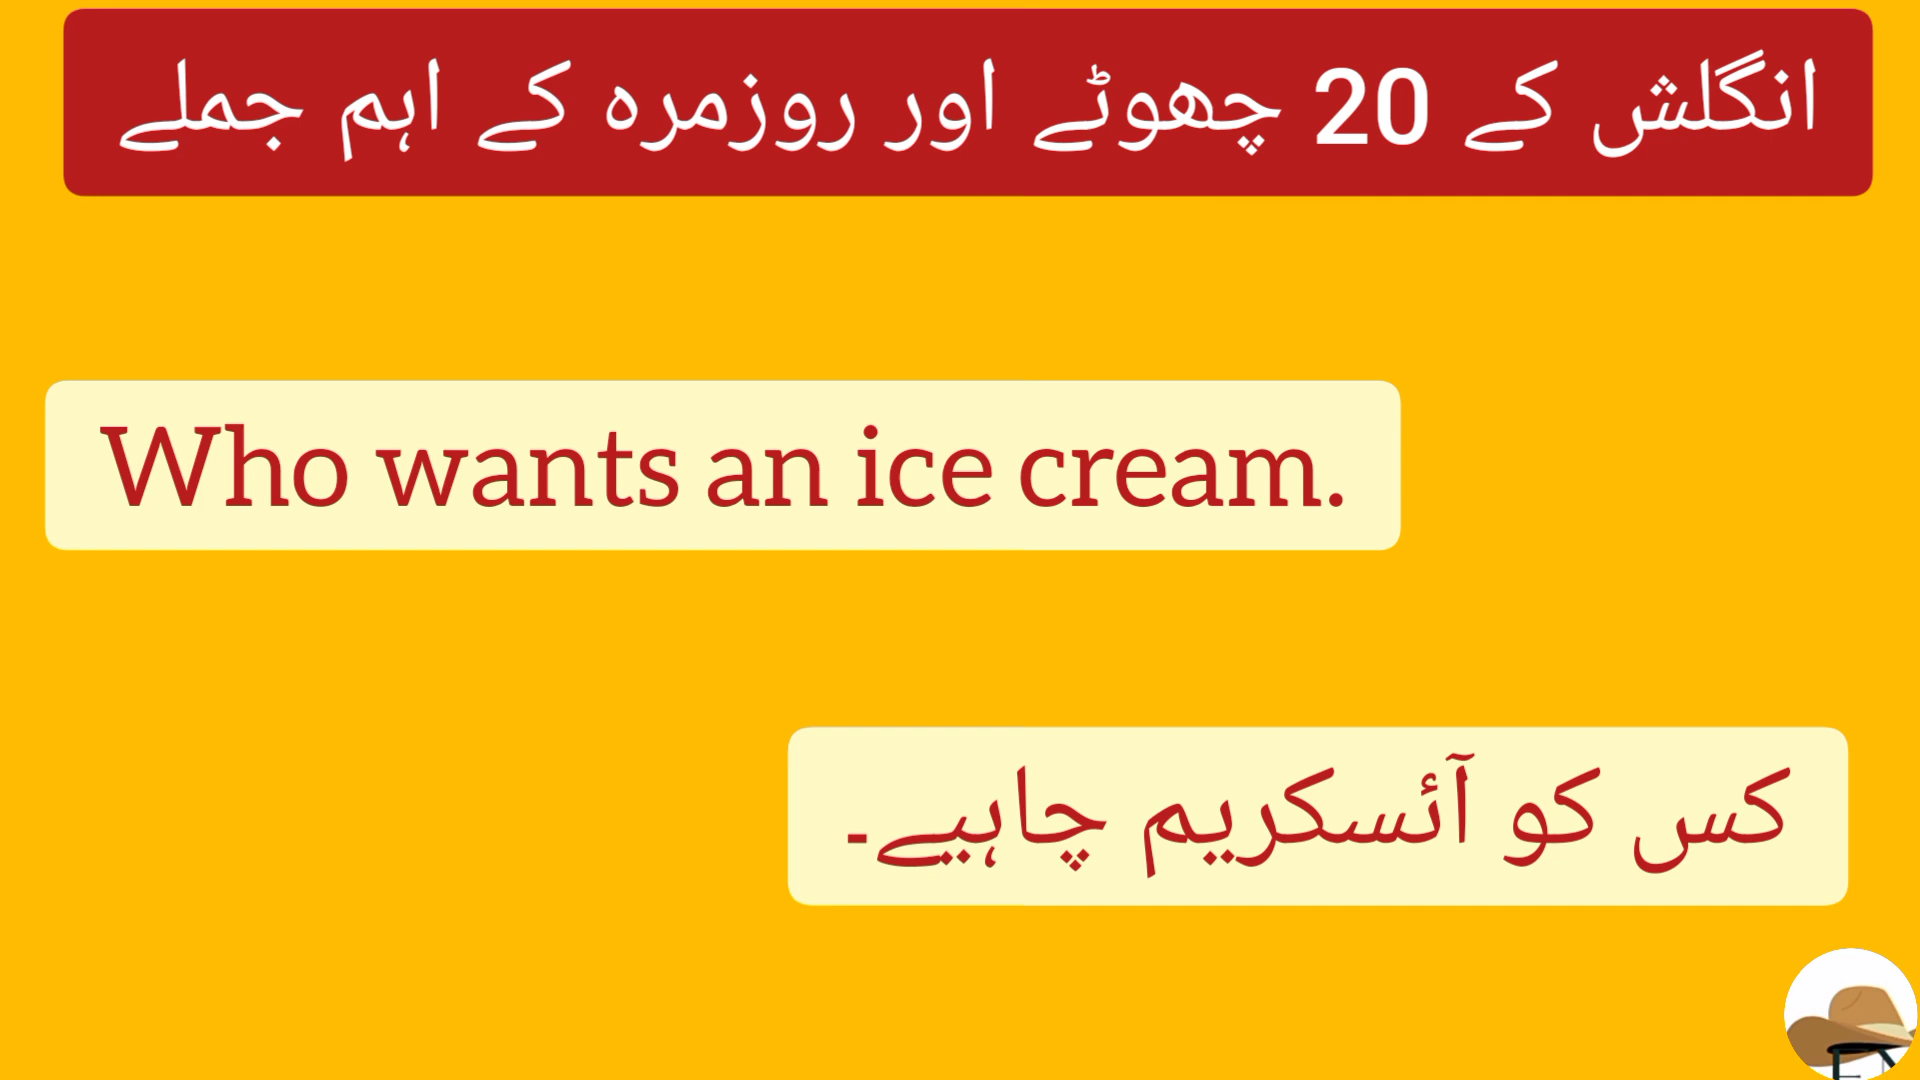 انگلش کے 20 چھوٹے اور روزمرہ کے اہم جملے
Who wants an ice cream.
کس کو آئسکریم چاہیے۔